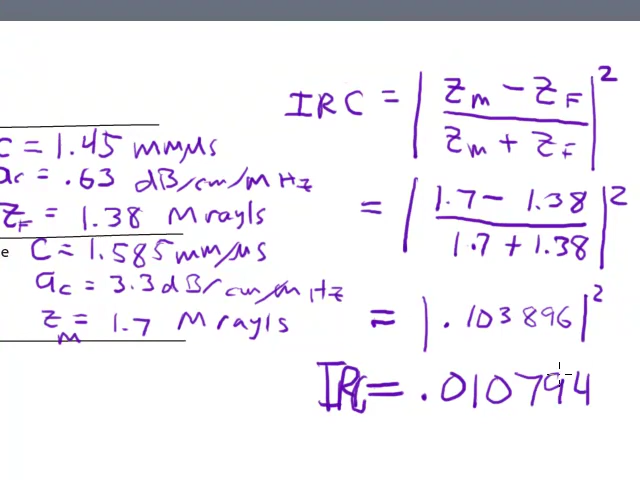 IRC = | Zm - ZF / Zm + ZF |²
C = 1.45 mm/μs
ac = .63 dB/cm/MHz
ZF = 1.38 Mrayls
= | 1.7 - 1.38 / 1.7 + 1.38 |²
e C = 1.585 mm/μs
ac = 3.3 dB/cm/MHz
ZM = 1.7 Mrayls
= | .103896 |²
IRC = .010794